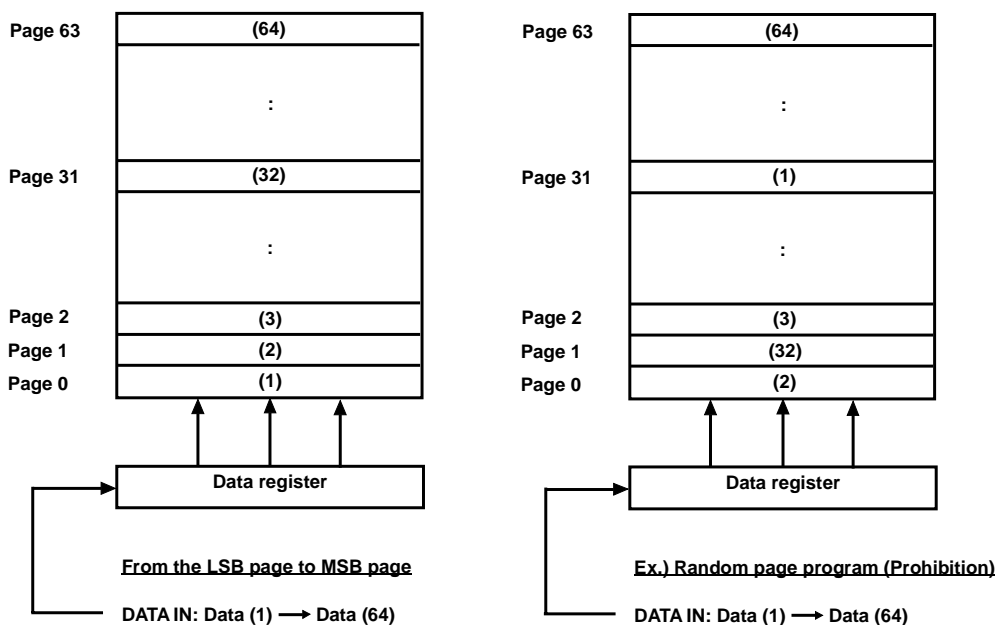 Page 63 (64)
:
Page 31 (32)
:
Page 2 (3)
Page 1 (2)
Page 0 (1)
Data register
From the LSB page to MSB page
DATA IN: Data (1) → Data (64)
Page 63 (64)
:
Page 31 (1)
:
Page 2 (3)
Page 1 (32)
Page 0 (2)
Data register
Ex.) Random page program (Prohibition)
DATA IN: Data (1) → Data (64)